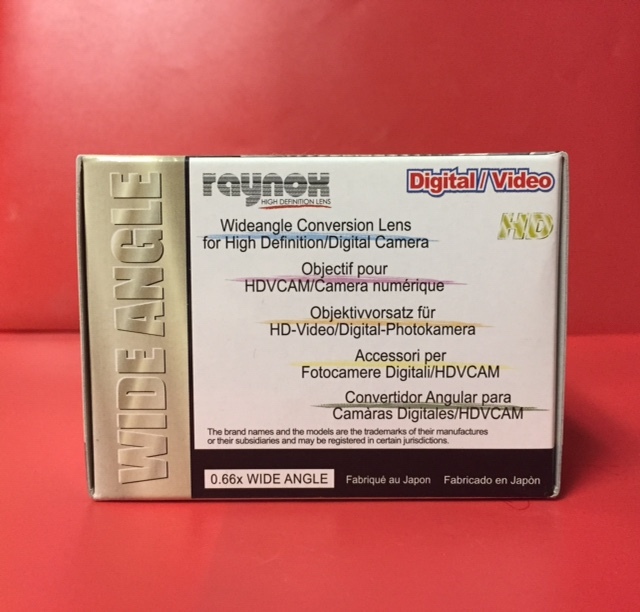 WIDE ANGLE
raynox
HIGH DEFINITION LENS
Digital/Video
HD
Wideangle Conversion Lens
for High Definition/Digital Camera
Objectif pour
HDVCAM/Camera numérique
Objektivvorsatz für
HD-Video/Digital-Photokamera
Accessori per
Fotocamere Digitali/HDVCAM
Convertidor Angular para
Camáras Digitales/HDVCAM
The brand names and the models are the trademarks of their manufactures
or their subsidiaries and may be registered in certain jurisdictions.
0.66x WIDE ANGLE
Fabriqué au Japon Fabricado en Japón